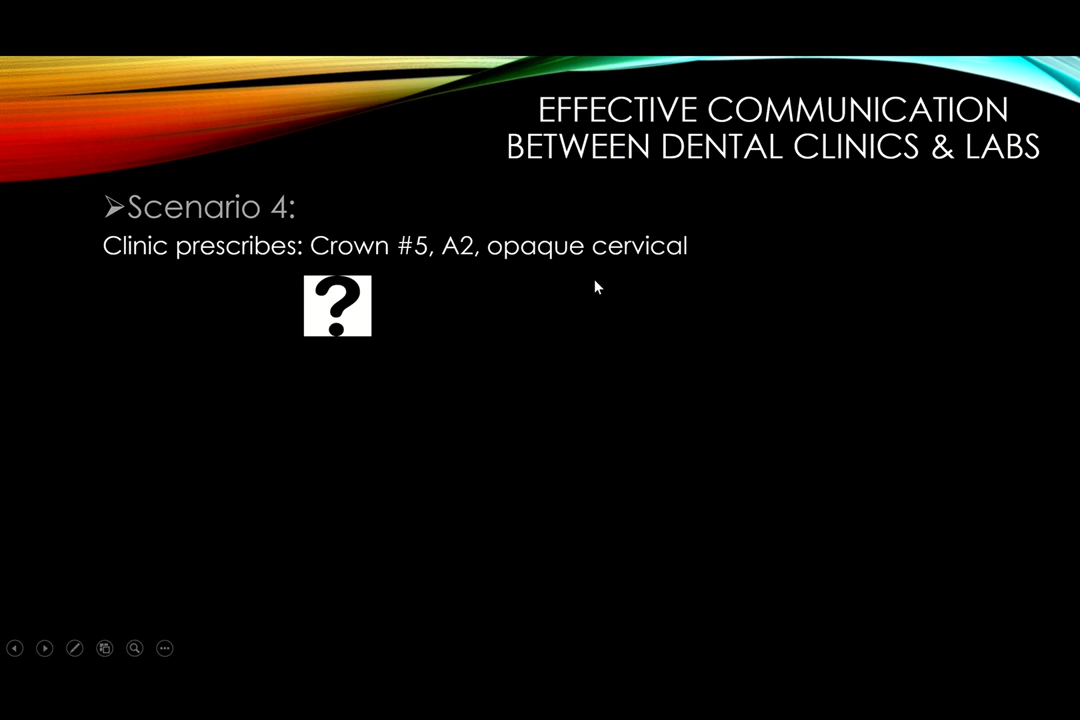 EFFECTIVE COMMUNICATION
BETWEEN DENTAL CLINICS & LABS
➢Scenario 4:
Clinic prescribes: Crown #5, A2, opaque cervical
?